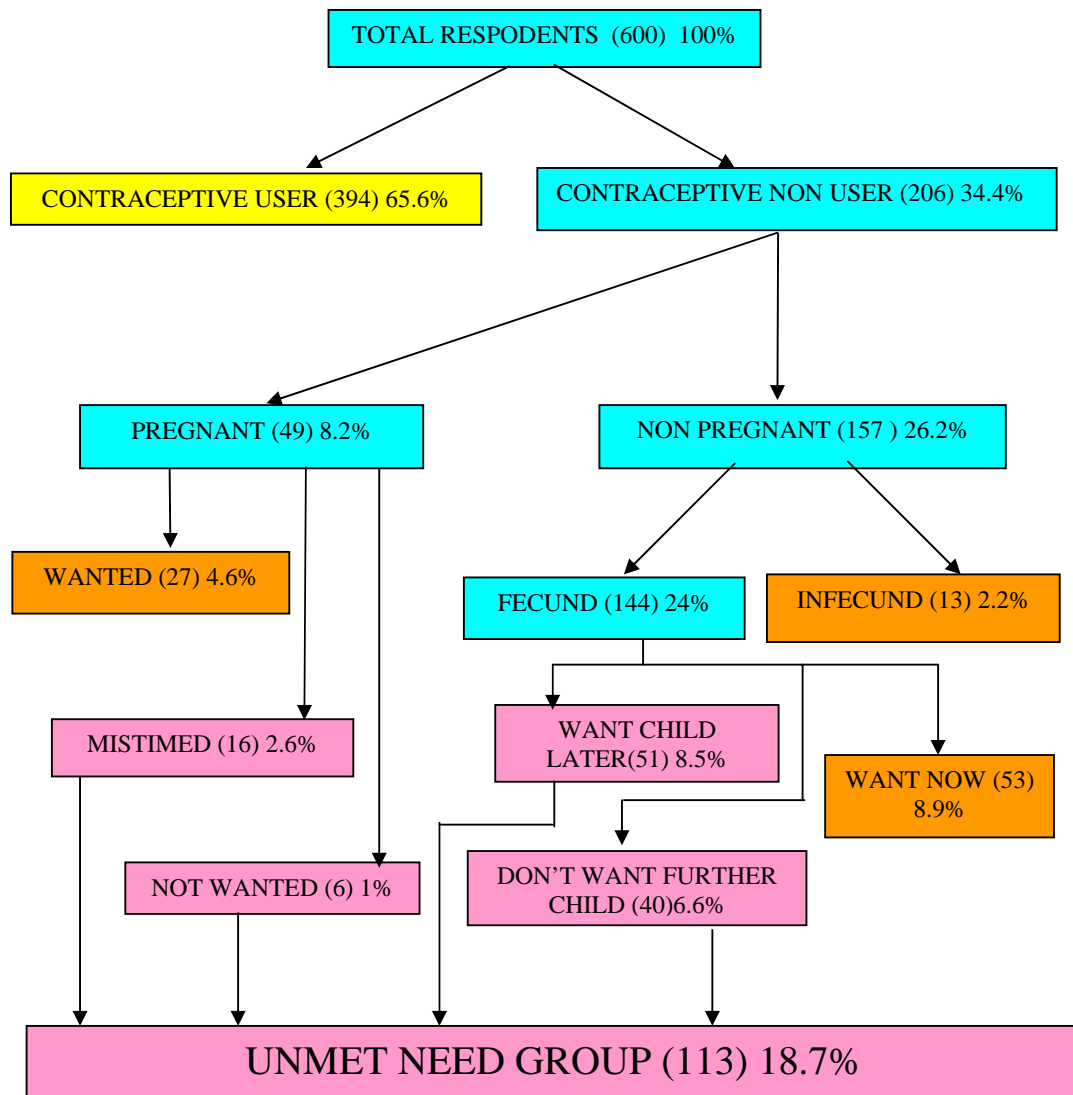 TOTAL RESPODENTS (600) 100%
CONTRACEPTIVE USER (394) 65.6%
CONTRACEPTIVE NON USER (206) 34.4%
PREGNANT (49) 8.2%
NON PREGNANT (157 ) 26.2%
WANTED (27) 4.6%
FECUND (144) 24%
INFECUND (13) 2.2%
MISTIMED (16) 2.6%
WANT CHILD
LATER(51) 8.5%
WANT NOW (53)
8.9%
NOT WANTED (6) 1%
DON’T WANT FURTHER
CHILD (40)6.6%
UNMET NEED GROUP (113) 18.7%